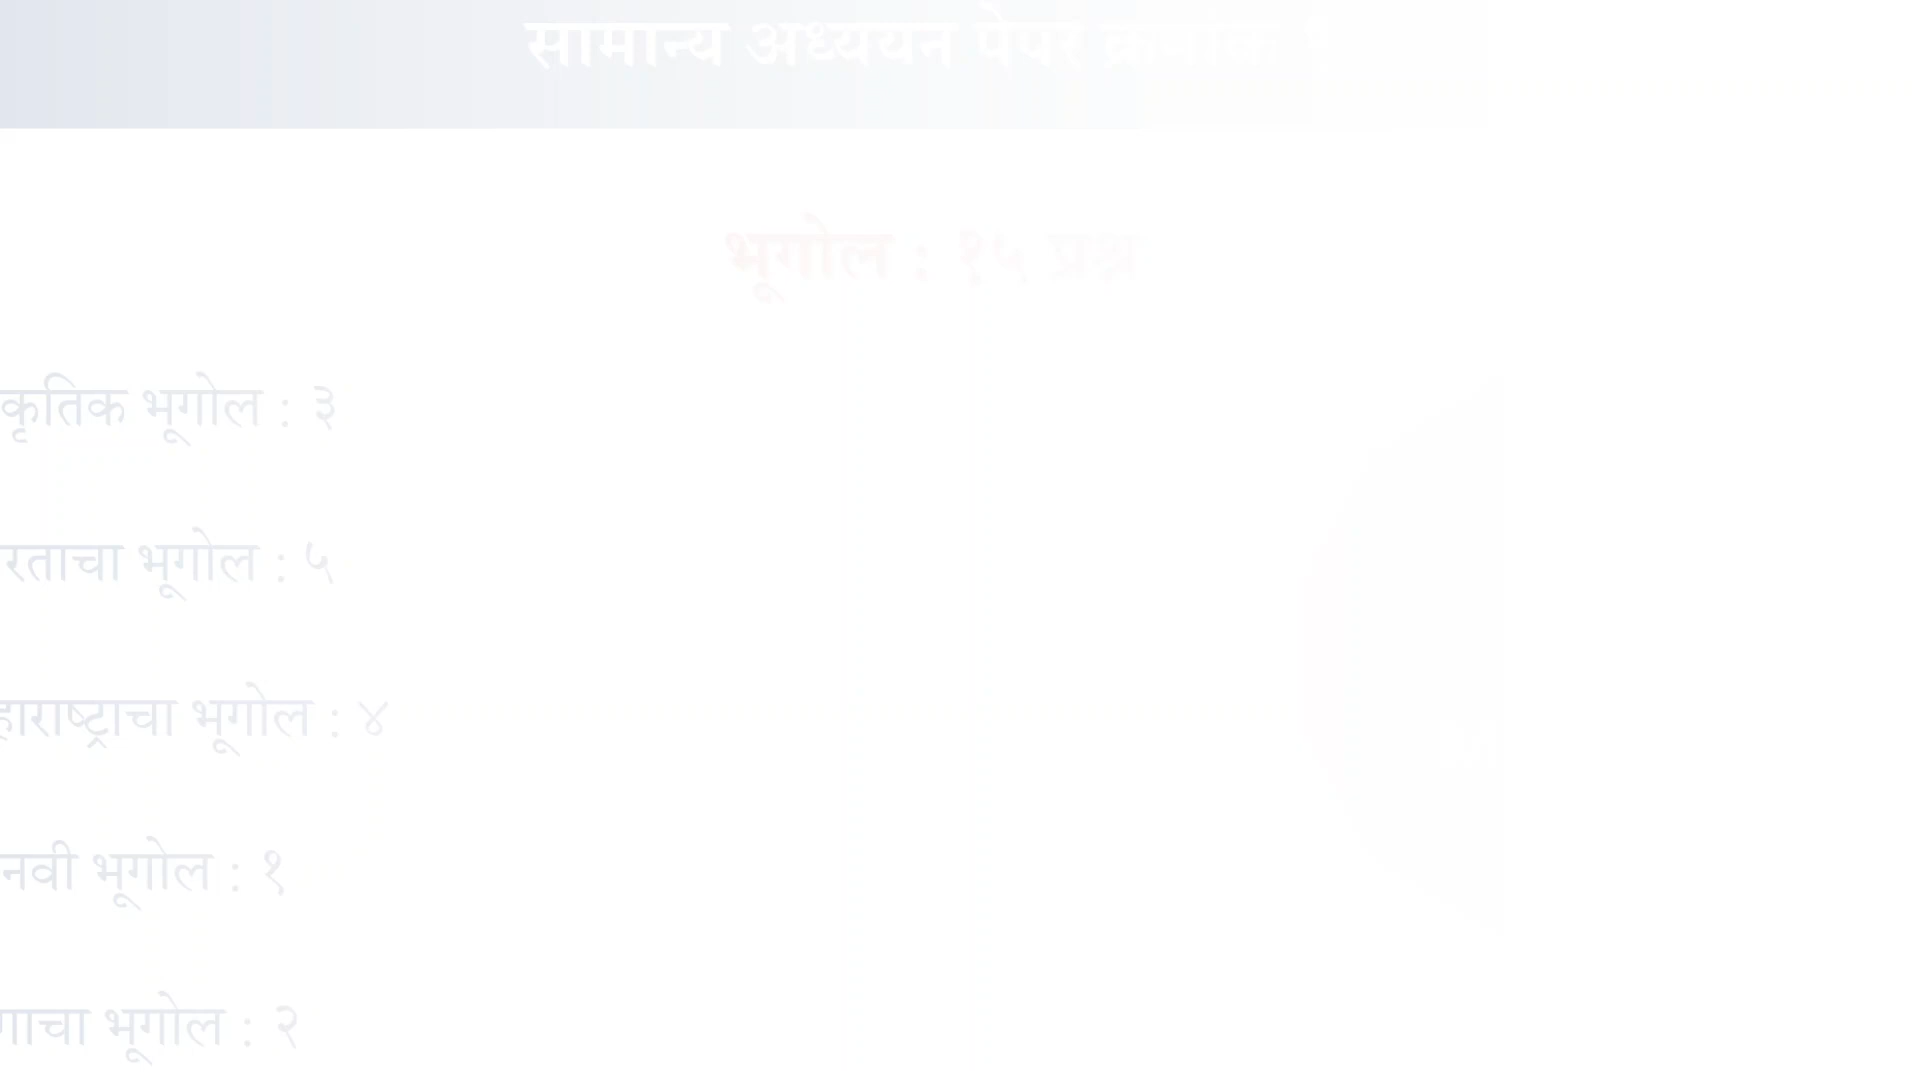 सामान्य अध्ययन पेपर क्रमांक १
भूगोल : १५ प्रश्न
कृतिक भूगोल : ३
रताचा भूगोल : ५
हाराष्ट्राचा भूगोल : ४
नवी भूगोल : १
गाचा भूगोल : २